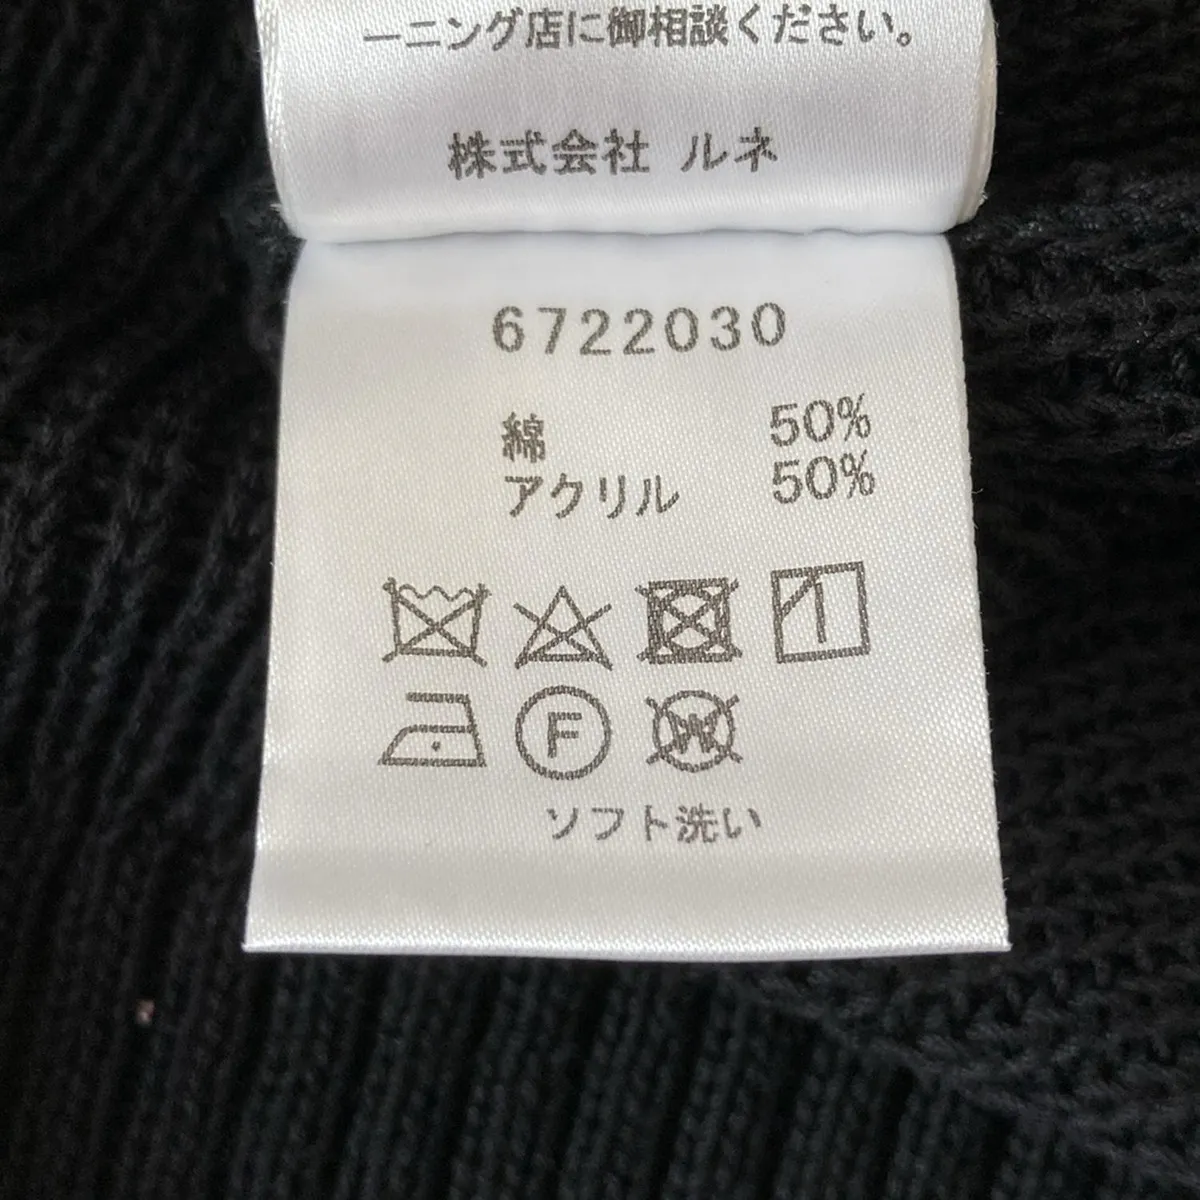 ーニング店に御相談ください。
株式会社 ルネ
6722030
綿 50%
アクリル 50%
F W
ソフト洗い